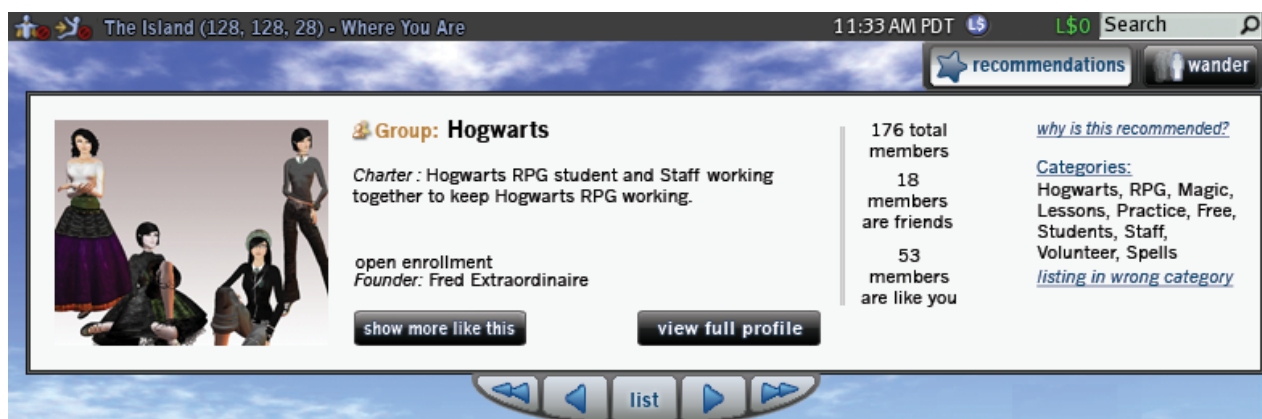 The Island (128, 128, 28) - Where You Are
11:33 AM PDT L$ L$0 Search
recommendations wander
Group: Hogwarts
Charter : Hogwarts RPG student and Staff working
together to keep Hogwarts RPG working.
open enrollment
Founder: Fred Extraordinaire
show more like this
view full profile
176 total
members
18
members
are friends
53
members
are like you
why is this recommended?
Categories:
Hogwarts, RPG, Magic,
Lessons, Practice, Free,
Students, Staff,
Volunteer, Spells
listing in wrong category
list